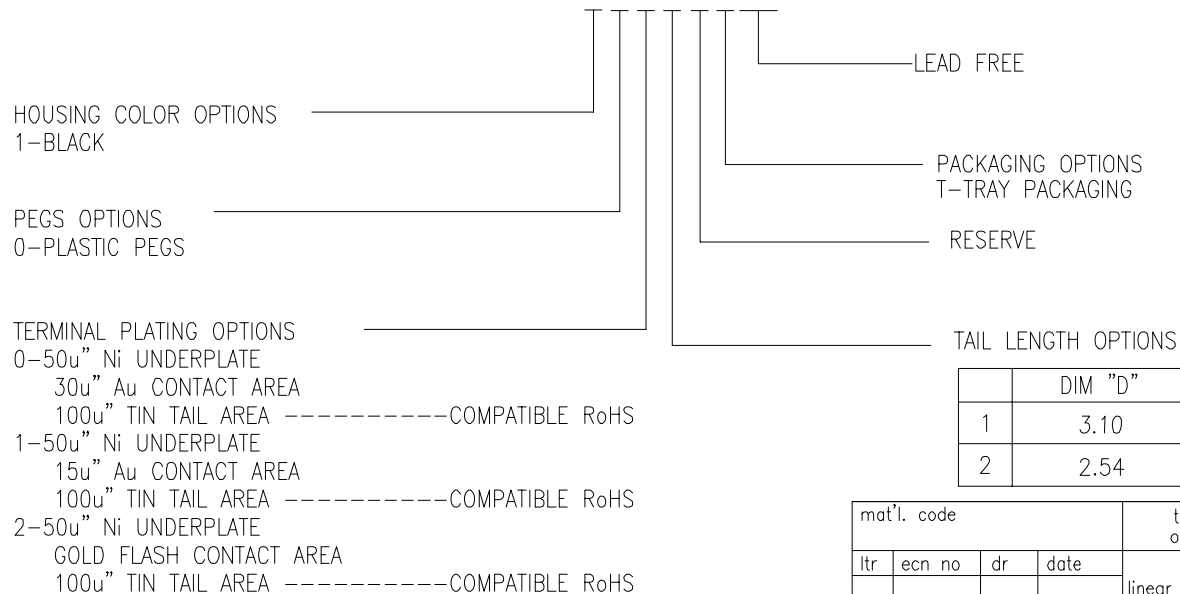 LEAD FREE
HOUSING COLOR OPTIONS
1-BLACK
PACKAGING OPTIONS
T-TRAY PACKAGING
PEGS OPTIONS
0-PLASTIC PEGS
RESERVE
TERMINAL PLATING OPTIONS
0-50u" Ni UNDERPLATE
30u" Au CONTACT AREA
100u" TIN TAIL AREA ----------COMPATIBLE RoHS
1-50u" Ni UNDERPLATE
15u" Au CONTACT AREA
100u" TIN TAIL AREA ----------COMPATIBLE RoHS
2-50u" Ni UNDERPLATE
GOLD FLASH CONTACT AREA
100u" TIN TAIL AREA ----------COMPATIBLE RoHS
TAIL LENGTH OPTIONS
DIM "D"
1 3.10
2 2.54
mat'l. code
ltr ecn no dr date
linear